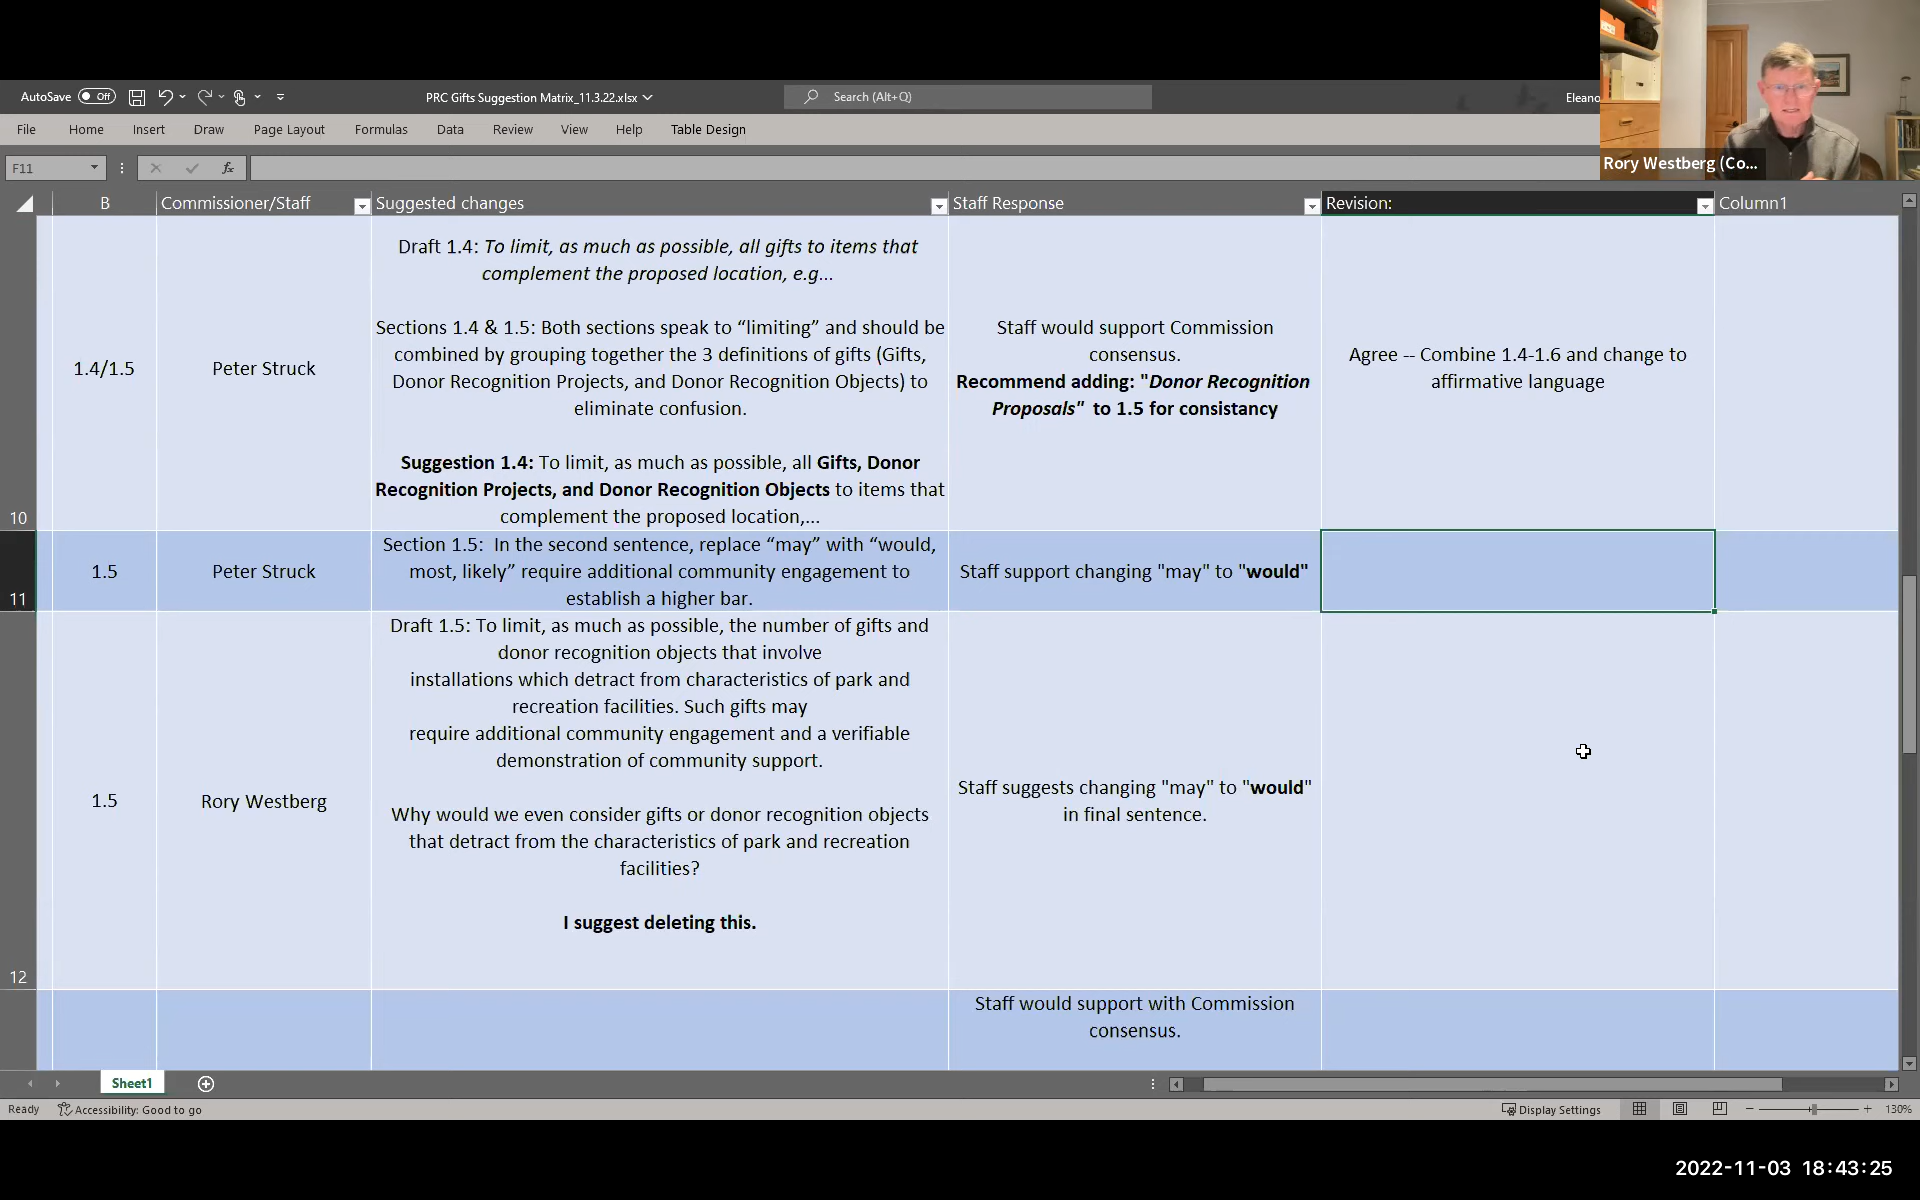 AutoSave Off
PRC Gifts Suggestion Matrix_11.3.22.xlsx
Search (Alt+Q)
Eleano
File Home Insert Draw Page Layout Formulas Data Review View Help Table Design
Rory Westberg (Co...
F11
fx
B Commissioner/Staff Suggested changes Staff Response Revision: Column1
10
1.4/1.5
Peter Struck
Draft 1.4: To limit, as much as possible, all gifts to items that
complement the proposed location, e.g...
Sections 1.4 & 1.5: Both sections speak to “limiting” and should be
combined by grouping together the 3 definitions of gifts (Gifts,
Donor Recognition Projects, and Donor Recognition Objects) to
eliminate confusion.
Suggestion 1.4: To limit, as much as possible, all Gifts, Donor
Recognition Projects, and Donor Recognition Objects to items that
complement the proposed location,...
Staff would support Commission
consensus.
Recommend adding: "Donor Recognition
Proposals" to 1.5 for consistancy
Agree -- Combine 1.4-1.6 and change to
affirmative language
11
1.5
Peter Struck
Section 1.5: In the second sentence, replace “may” with “would,
most, likely” require additional community engagement to
establish a higher bar.
Staff support changing "may" to "would"
12
1.5
Rory Westberg
Draft 1.5: To limit, as much as possible, the number of gifts and
donor recognition objects that involve
installations which detract from characteristics of park and
recreation facilities. Such gifts may
require additional community engagement and a verifiable
demonstration of community support.
Why would we even consider gifts or donor recognition objects
that detract from the characteristics of park and recreation
facilities?
I suggest deleting this.
Staff suggests changing "may" to "would"
in final sentence.
Staff would support with Commission
consensus.
Sheet1
Ready Accessibility: Good to go
Display Settings
130%
2022-11-03 18:43:25